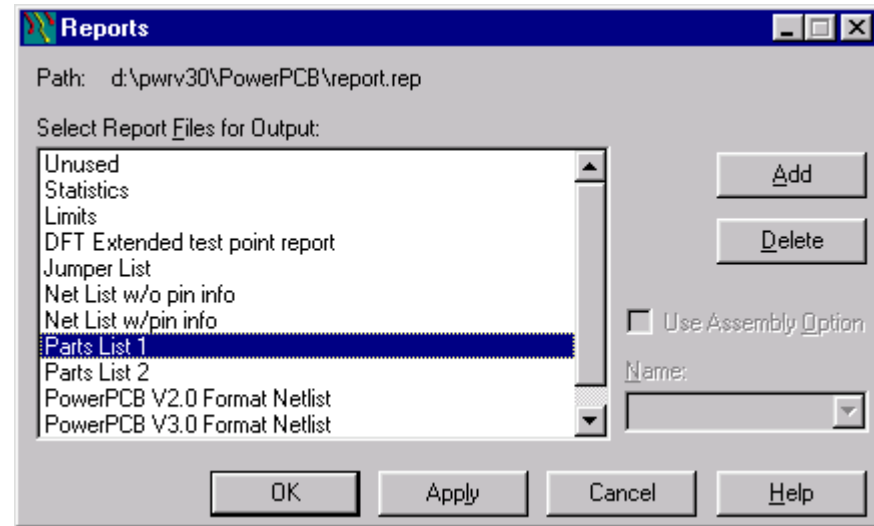 Reports
Path: d:\pwrv30\PowerPCB\report.rep
Select Report Files for Output:
Unused
Statistics
Limits
DFT Extended test point report
Jumper List
Net List w/o pin info
Net List w/pin info
Parts List 1
Parts List 2
PowerPCB V2.0 Format Netlist
PowerPCB V3.0 Format Netlist
Add
Delete
Use Assembly Option
Name:
OK
Apply
Cancel
Help